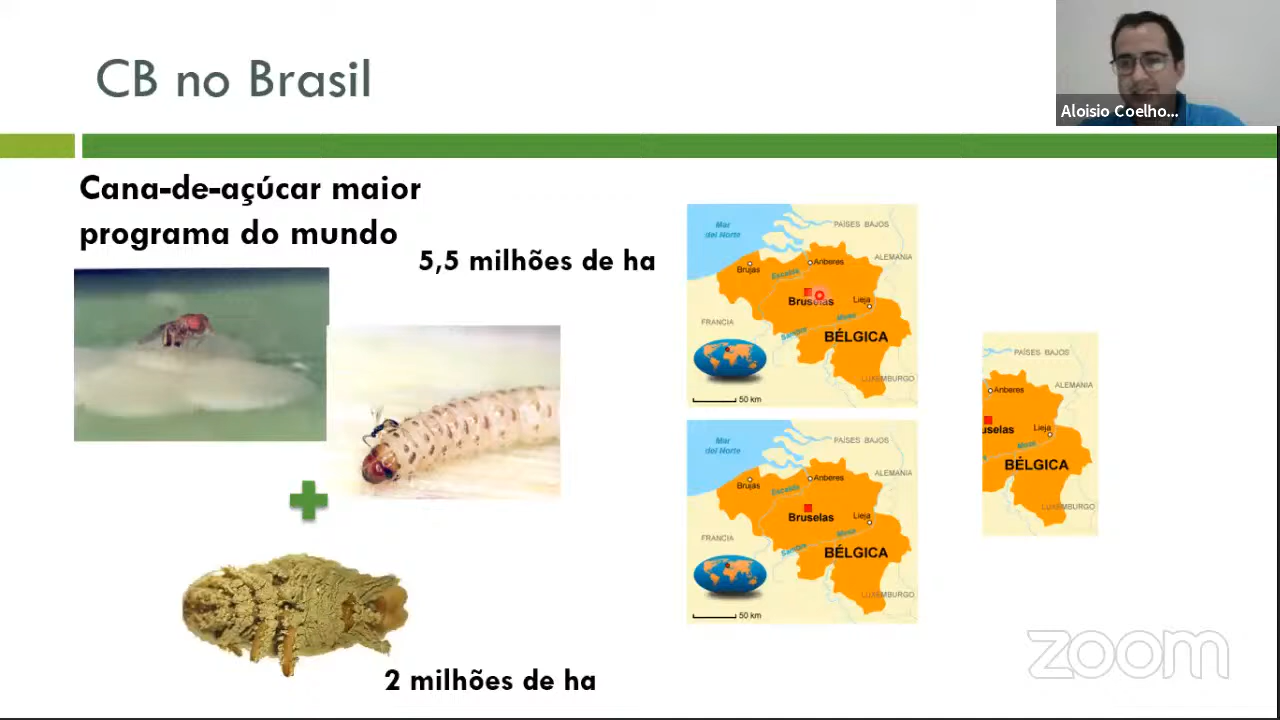 CB no Brasil
Aloisio Coelho...
Cana-de-açúcar maior
programa do mundo
5,5 milhões de ha
Mar
del Norte
PAÍSES BAJOS
ALEMANIA
Brujas
Amberes
Escalda
Bruselas
Lieja
Mosa
Sambre
FRANCIA
BÉLGICA
LUXEMBURGO
50 km
PAÍSES BAJOS
ALEMANIA
Amberes
uselas
Lieja
Mosa
BÉLGICA
LUXEMBURGO
Mar
del Norte
PAÍSES BAJOS
ALEMANIA
Brujas
Amberes
Escalda
Bruselas
Lieja
Mosa
Sambre
FRANCIA
BÉLGICA
LUXEMBURGO
50 km
2 milhões de ha
zoom